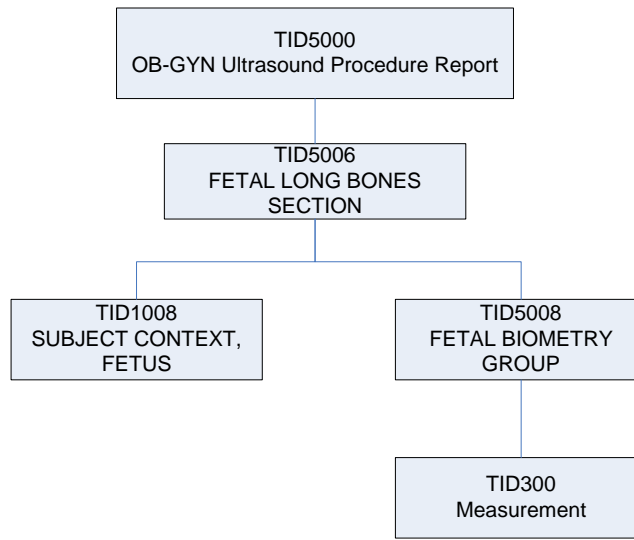 TID5000
OB-GYN Ultrasound Procedure Report
TID5006
FETAL LONG BONES
SECTION
TID1008
SUBJECT CONTEXT,
FETUS
TID5008
FETAL BIOMETRY
GROUP
TID300
Measurement